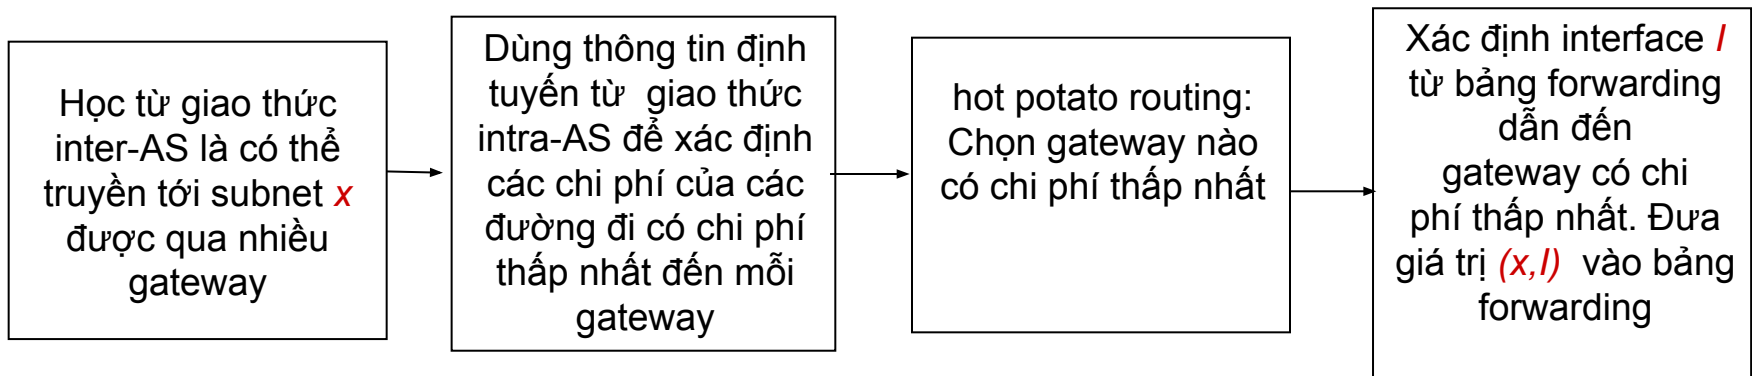 Học từ giao thức
inter-AS là có thể
truyền tới subnet x
được qua nhiều
gateway
Dùng thông tin định
tuyến từ giao thức
intra-AS để xác định
các chi phí của các
đường đi có chi phí
thấp nhất đến mỗi
gateway
hot potato routing:
Chọn gateway nào
có chi phí thấp nhất
Xác định interface I
từ bảng forwarding
dẫn đến
gateway có chi
phí thấp nhất. Đưa
giá trị (x,I) vào bảng
forwarding